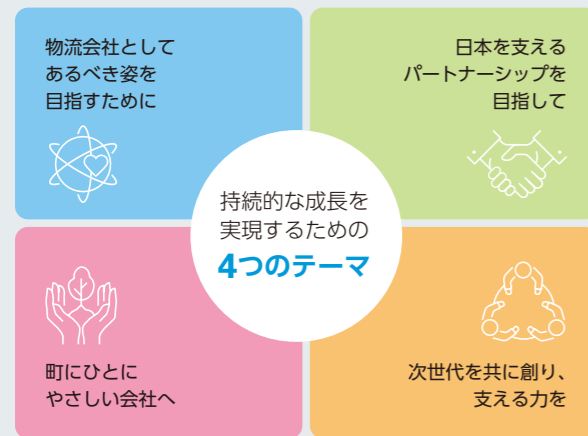 物流会社として
あるべき姿を
目指すために
日本を支える
パートナーシップを
目指して
持続的な成長を
実現するための
4つのテーマ
町にひとに
やさしい会社へ
次世代を共に創り、
支える力を